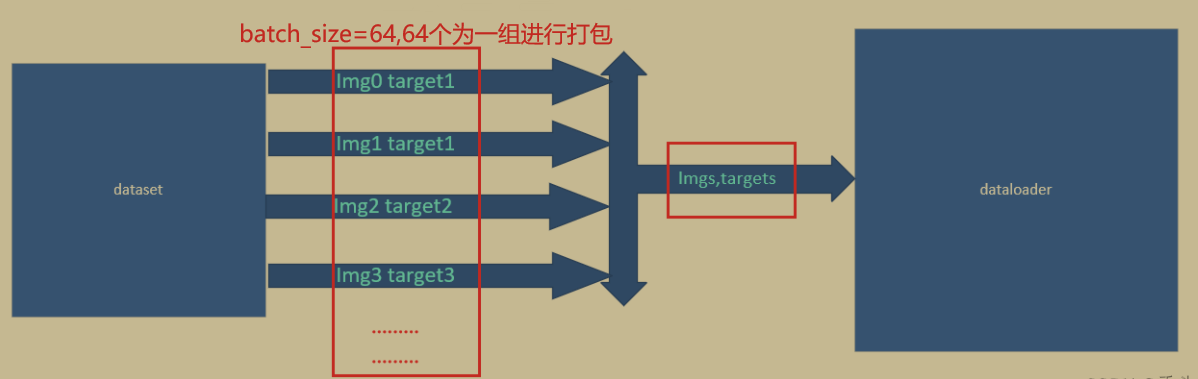 batch_size=64,64个为一组进行打包
Img0 target1
Img1 target1
dataset
Imgs,targets
dataloader
Img2 target2
Img3 target3
.........
.........